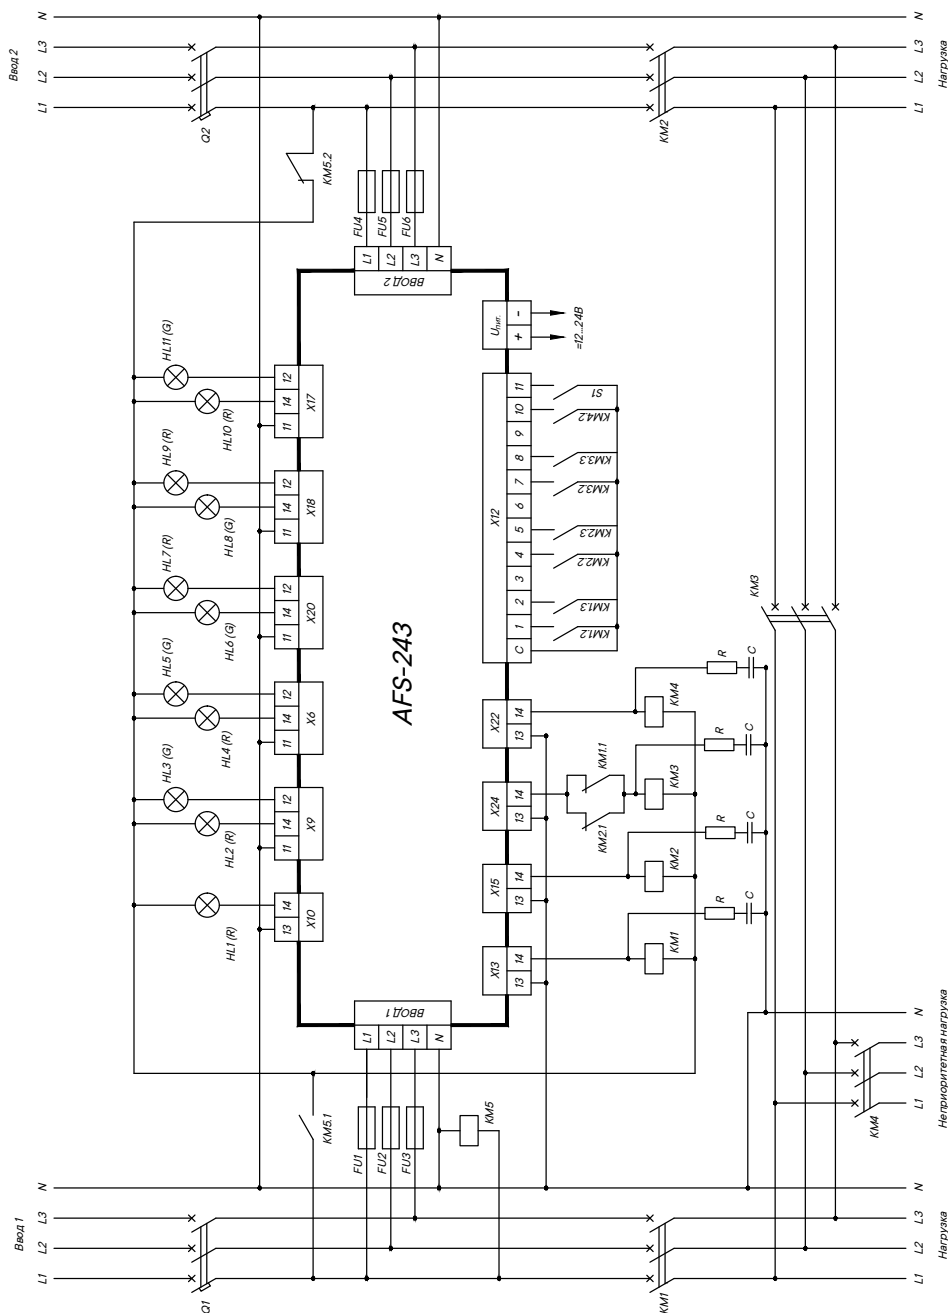 Ввод 1
Ввод 2
L1 L2 L3 N
L1 L2 L3 N
Q1
Q2
HL3 (G)
HL5 (G)
HL7 (R)
HL9 (R)
HL11 (G)
HL1 (R)
HL2 (R)
HL4 (R)
HL6 (G)
HL8 (G)
HL10 (R)
KM5.1
KM5.2
13 14
11 14 12
11 14 12
11 14 12
11 14 12
11 14 12
X10
X9
X6
X20
X18
X17
FU1
FU2
FU3
FU4
FU5
FU6
L1
L2
L3
N
ВВОД 1
L1
L2
L3
N
ВВОД 2
AFS-243
KM5
X13
X15
X24
X22
X12
Uпит.
13 14
13 14
13 14
13 14
C 1 2 3 4 5 6 7 8 9 10 11
+ -
=12...24В
KM1.2
KM1.3
KM2.2
KM2.3
KM3.2
KM3.3
KM4.2
S1
KM2.1
KM1.1
KM1
KM2
KM3
KM4
R
R
R
R
C
C
C
C
KM1
KM2
KM3
KM4
L1 L2 L3 N
L1 L2 L3 N
L1 L2 L3 N
Нагрузка
Неприоритетная нагрузка
Нагрузка